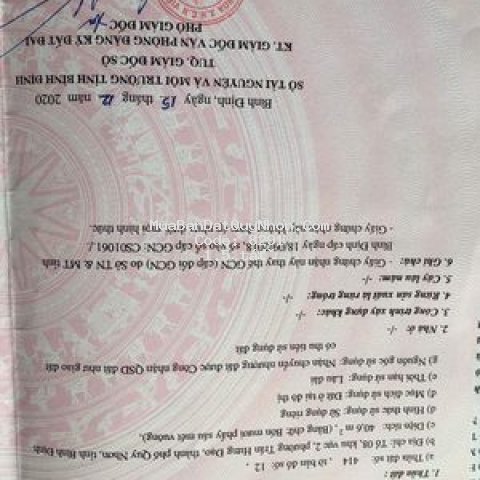 1. Thửa đất:
a) Thửa đất số: 414 , tờ bản đồ số: 12 ,
b) Địa chỉ: Tổ 08, khu vực 2, phường Trần Hưng Đạo, thành phố Quy Nhơn, tỉnh Bình Định
c) Diện tích: 40.6 m², (Bằng chữ: Bốn mươi phẩy sáu mét vuông),
d) Hình thức sử dụng: Sử dụng riêng
đ) Mục đích sử dụng: Đất ở tại đô thị
e) Thời hạn sử dụng: Lâu dài
g) Nguồn gốc sử dụng: Nhận chuyển nhượng đất được Công nhận QSD đất như giao đất
có thu tiền sử dụng đất
2. Nhà ở: -/-
3. Công trình xây dựng khác: -/-
4. Rừng sản xuất là rừng trồng: -/-
5. Cây lâu năm: -/-
6. Ghi chú: - Giấy chứng nhận này thay thế GCN (cấp đổi GCN) do Sở TN & MT tỉnh
Bình Định cấp ngày số vào sổ cấp GCN: CS01061./
- Giấy chứng nhận
MuaBanDatQuyNhon.com
Bình Định, ngày 15 tháng 12 năm 2020
SỞ TÀI NGUYÊN VÀ MÔI TRƯỜNG TỈNH BÌNH ĐỊNH
TUQ. GIÁM ĐỐC SỞ
KT. GIÁM ĐỐC VĂN PHÒNG ĐĂNG KÝ ĐẤT ĐAI
PHÓ GIÁM ĐỐC